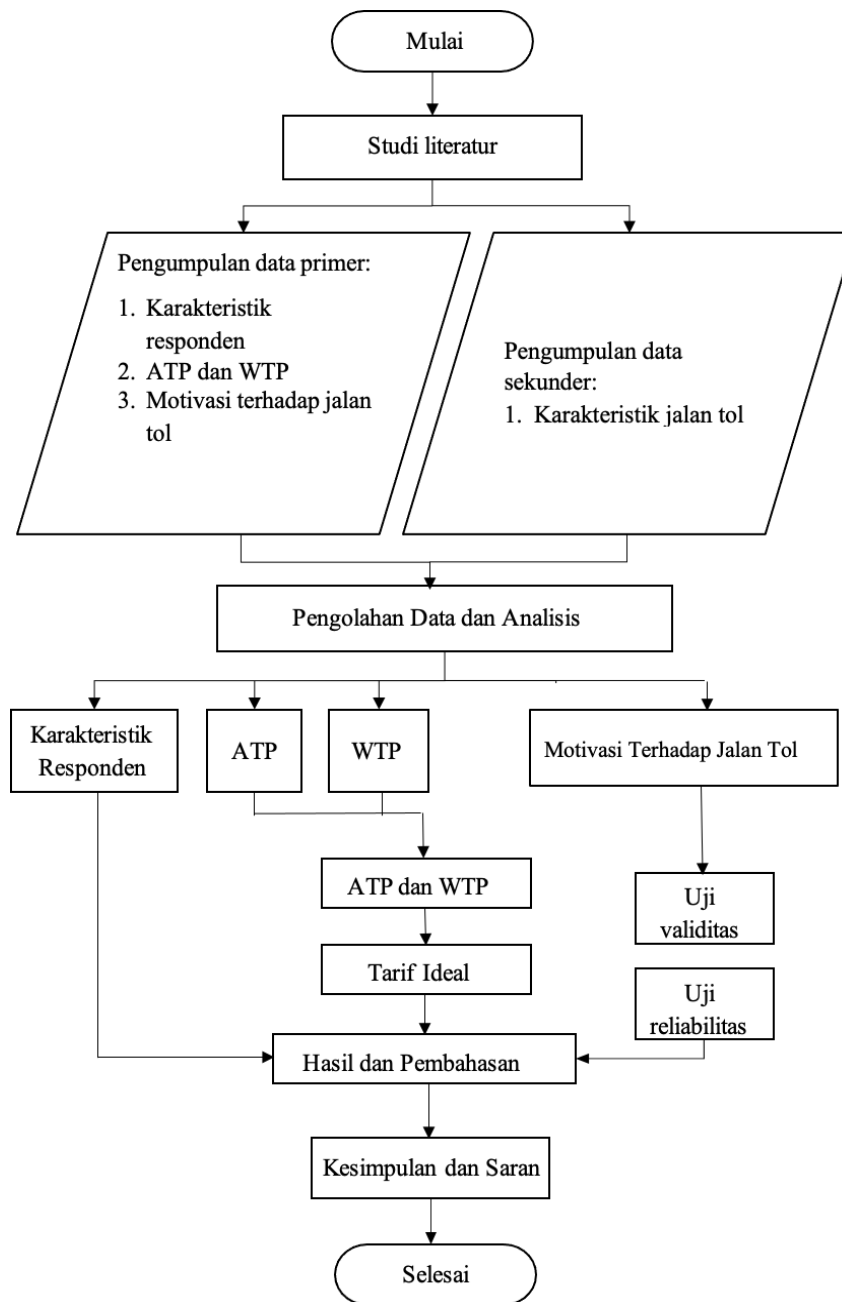 Mulai
Studi literatur
Pengumpulan data primer:
1. Karakteristik
responden
2. ATP dan WTP
3. Motivasi terhadap jalan
tol
Pengumpulan data
sekunder:
1. Karakteristik jalan tol
Pengolahan Data dan Analisis
Karakteristik
Responden
ATP
WTP
Motivasi Terhadap Jalan Tol
ATP dan WTP
Uji
validitas
Tarif Ideal
Uji
reliabilitas
Hasil dan Pembahasan
Kesimpulan dan Saran
Selesai